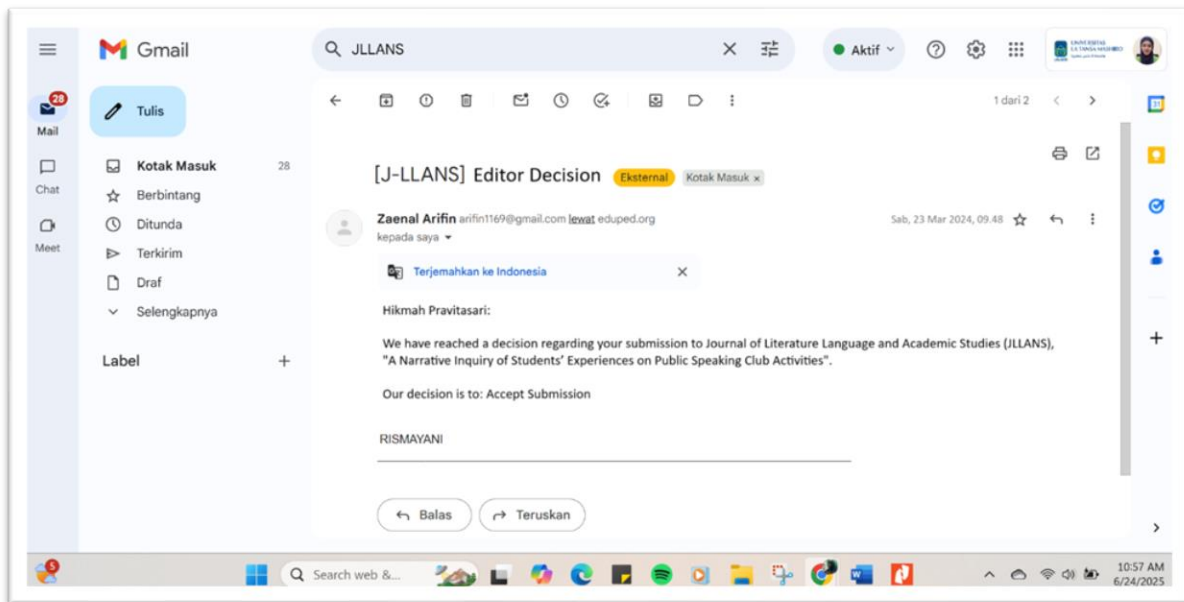 Gmail
JLLANS
Aktif
28
Mail
Chat
Meet
Tulis
Kotak Masuk 28
Berbintang
Ditunda
Terkirim
Draf
Selengkapnya
Label
1 dari 2
[J-LLANS] Editor Decision Eksternal Kotak Masuk x
Zaenal Arifin arifin1169@gmail.com lewat eduped.org
Sab, 23 Mar 2024, 09.48
kepada saya
Terjemahkan ke Indonesia
Hikmah Pravitasari:
We have reached a decision regarding your submission to Journal of Literature Language and Academic Studies (JLLANS),
"A Narrative Inquiry of Students' Experiences on Public Speaking Club Activities".
Our decision is to: Accept Submission
RISMAYANI
Balas
Teruskan
31
5
Search web &...
10:57 AM
6/24/2025